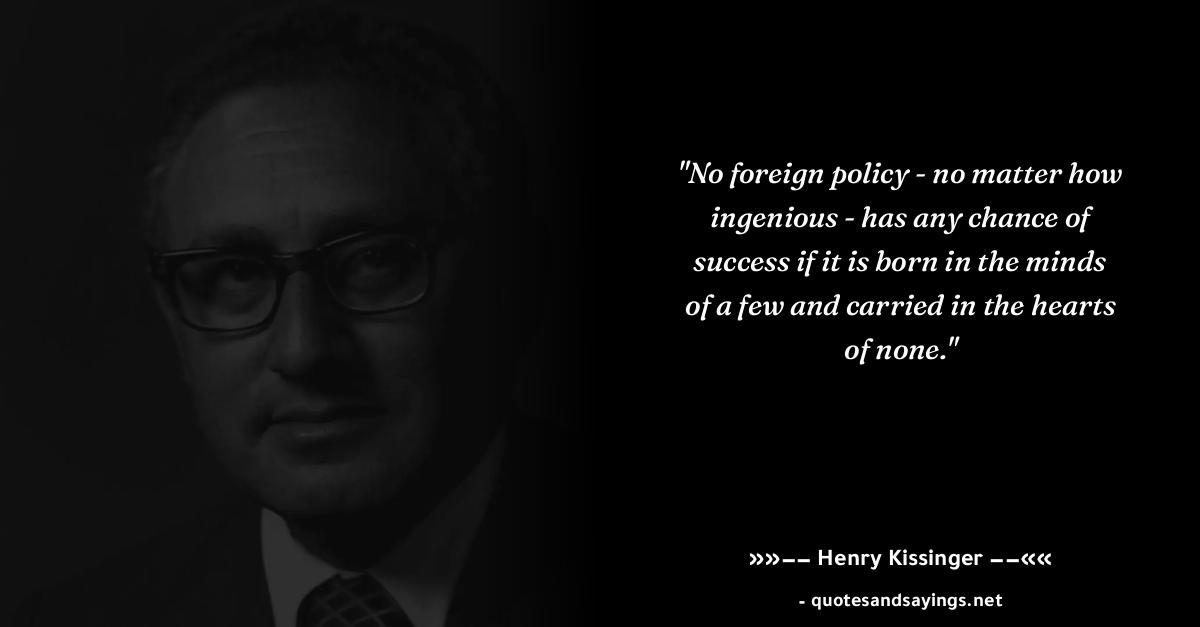 "No foreign policy - no matter how
ingenious - has any chance of
success if it is born in the minds
of a few and carried in the hearts
of none."
»»−− Henry Kissinger −−««
- quotesandsayings.net